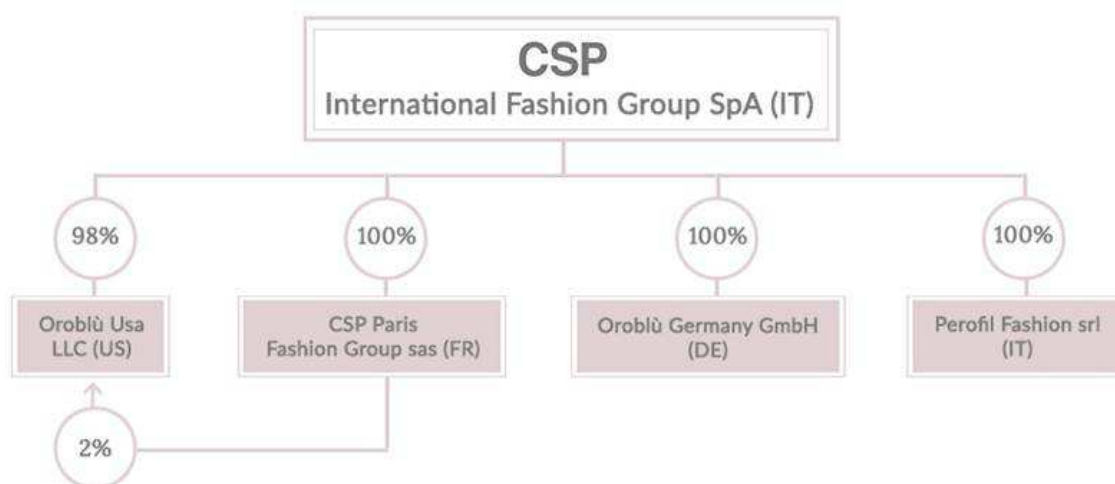 CSP
International Fashion Group SpA (IT)
98%
100%
100%
100%
Oroblù Usa
LLC (US)
CSP Paris
Fashion Group sas (FR)
Oroblù Germany GmbH
(DE)
Perofil Fashion srl
(IT)
2%